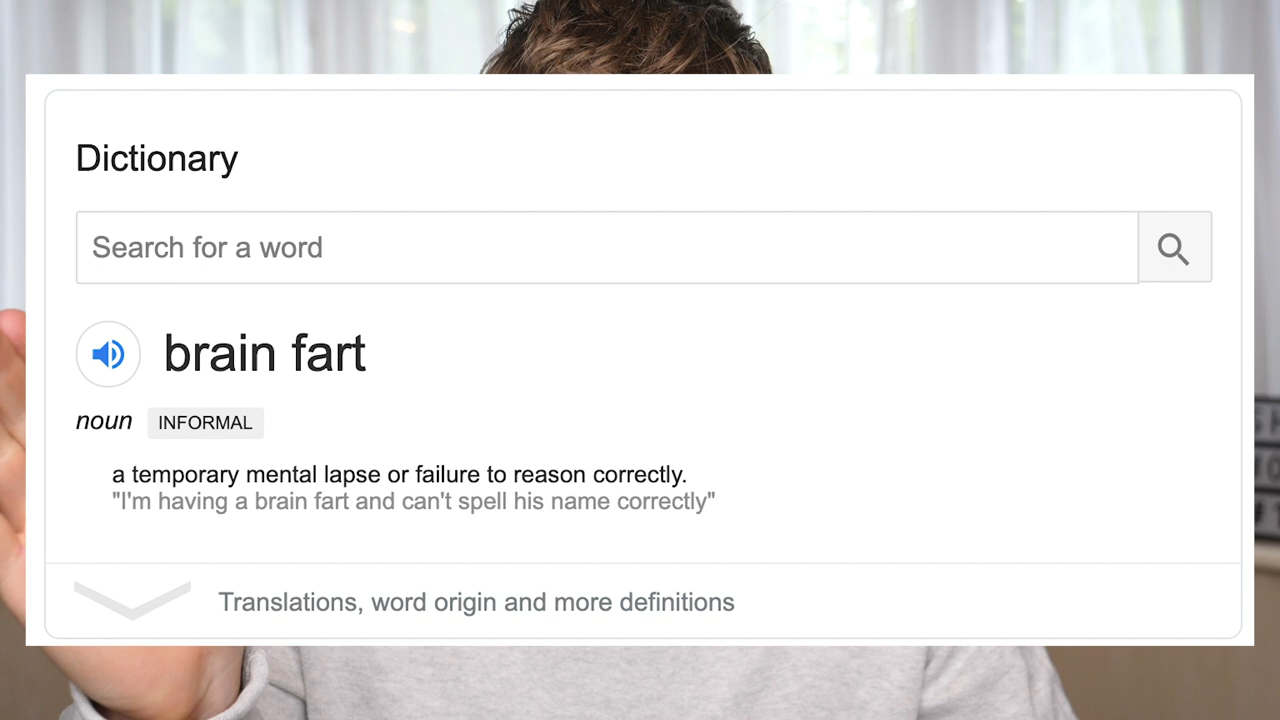 Dictionary
Search for a word
brain fart
noun INFORMAL
a temporary mental lapse or failure to reason correctly.
"I'm having a brain fart and can't spell his name correctly"
Translations, word origin and more definitions